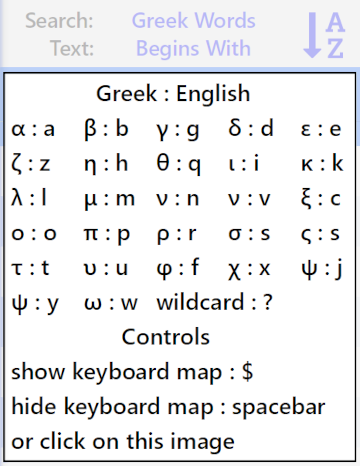 Search: Greek Words
Text: Begins With
A
Z
Greek : English
α : a β : b γ : g δ : d ε : e
ζ : z η : h θ : q ι : i κ : k
λ : l μ : m ν : n ν : v ξ : c
ο : o π : p ρ : r σ : s ς : s
τ : t υ : u φ : f χ : x ψ : j
ψ : y ω : w wildcard : ?
Controls
show keyboard map : $
hide keyboard map : spacebar
or click on this image